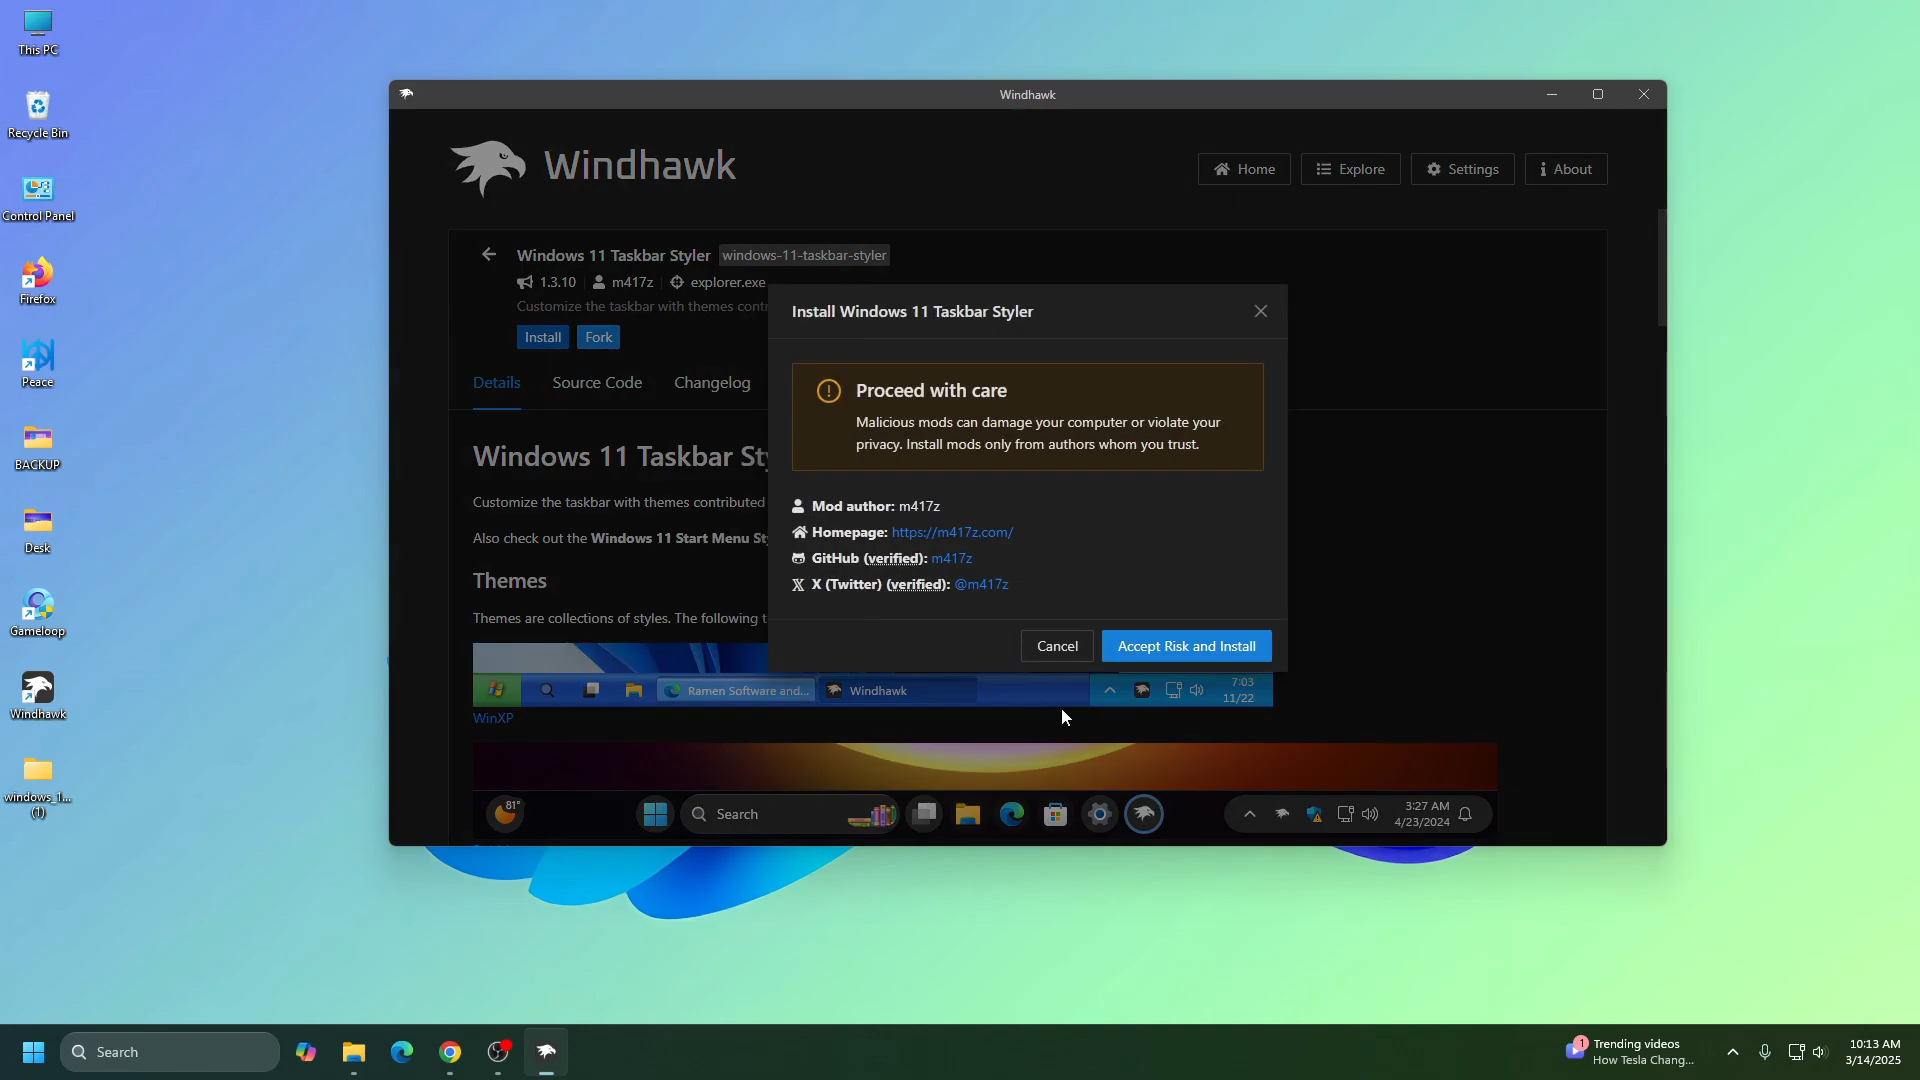 This PC
Recycle Bin
Control Panel
Firefox
Peace
BACKUP
Desk
Gameloop
Windhawk
windows_1...
(1)
Windhawk
Windhawk
Home
Explore
Settings
About
Windows 11 Taskbar Styler windows-11-taskbar-styler
1.3.10 m417z explorer.exe
Customize the taskbar with themes contr
Install Fork
Details Source Code Changelog
Windows 11 Taskbar Sty
Customize the taskbar with themes contributed
Also check out the Windows 11 Start Menu Sty
Themes
Themes are collections of styles. The following t
Install Windows 11 Taskbar Styler
Proceed with care
Malicious mods can damage your computer or violate your
privacy. Install mods only from authors whom you trust.
Mod author: m417z
Homepage: https://m417z.com/
GitHub (verified): m417z
X (Twitter) (verified): @m417z
Cancel Accept Risk and Install
Ramen Software and... Windhawk
7:03
11/22
WinXP
81°
Search
3:27 AM
4/23/2024
Search
1
Trending videos
How Tesla Chang...
10:13 AM
3/14/2025